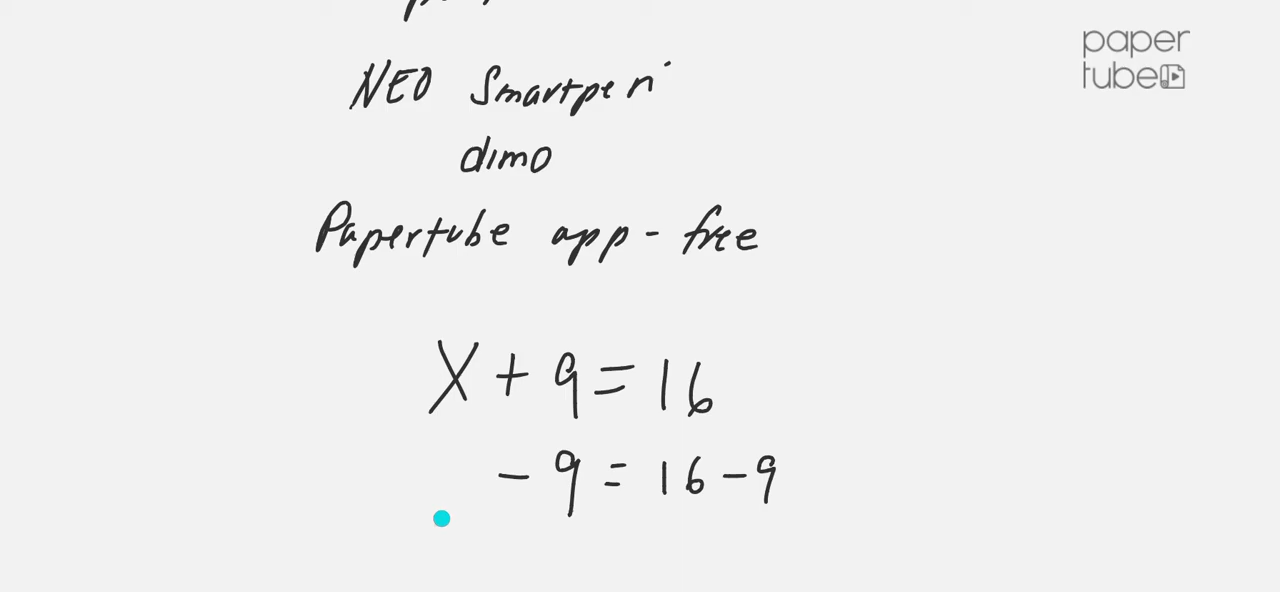 paper
tube
NEO Smartpen
dimo
Papertube app - free
X + 9 = 16
- 9 = 16 - 9